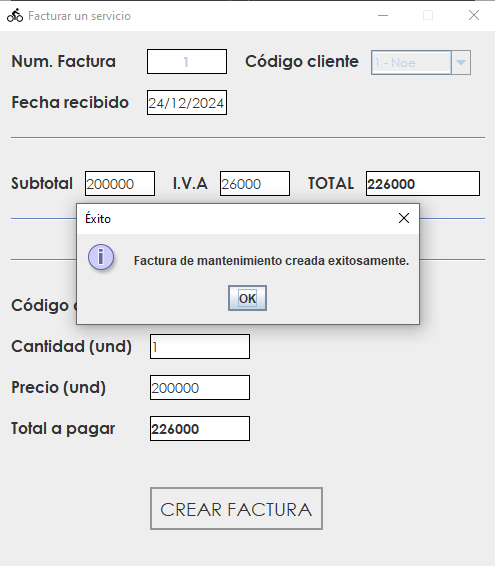 Facturar un servicio
Num. Factura 1 Código cliente 1 - Noe
Fecha recibido 24/12/2024
Subtotal 200000 I.V.A 26000 TOTAL 226000
Éxito
Factura de mantenimiento creada exitosamente.
OK
Código
Cantidad (und) 1
Precio (und) 200000
Total a pagar 226000
CREAR FACTURA